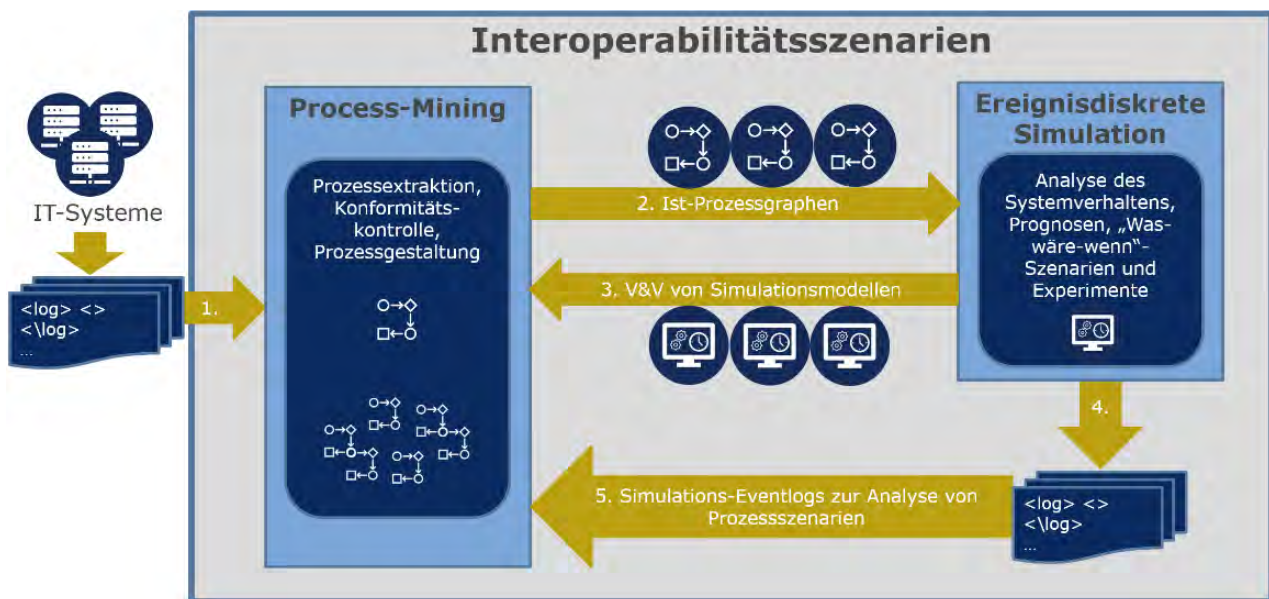 Interoperabilitätsszenarien
IT-Systeme
<log> <>
<\log>
...
1.
Process-Mining
Prozessextraktion,
Konformitäts-
kontrolle,
Prozessgestaltung
2. Ist-Prozessgraphen
3. V&V von Simulationsmodellen
Ereignisdiskrete
Simulation
Analyse des
Systemverhaltens,
Prognosen, „Was-
wäre-wenn“-
Szenarien und
Experimente
4.
5. Simulations-Eventlogs zur Analyse von
Prozessszenarien
<log> <>
<\log>
...